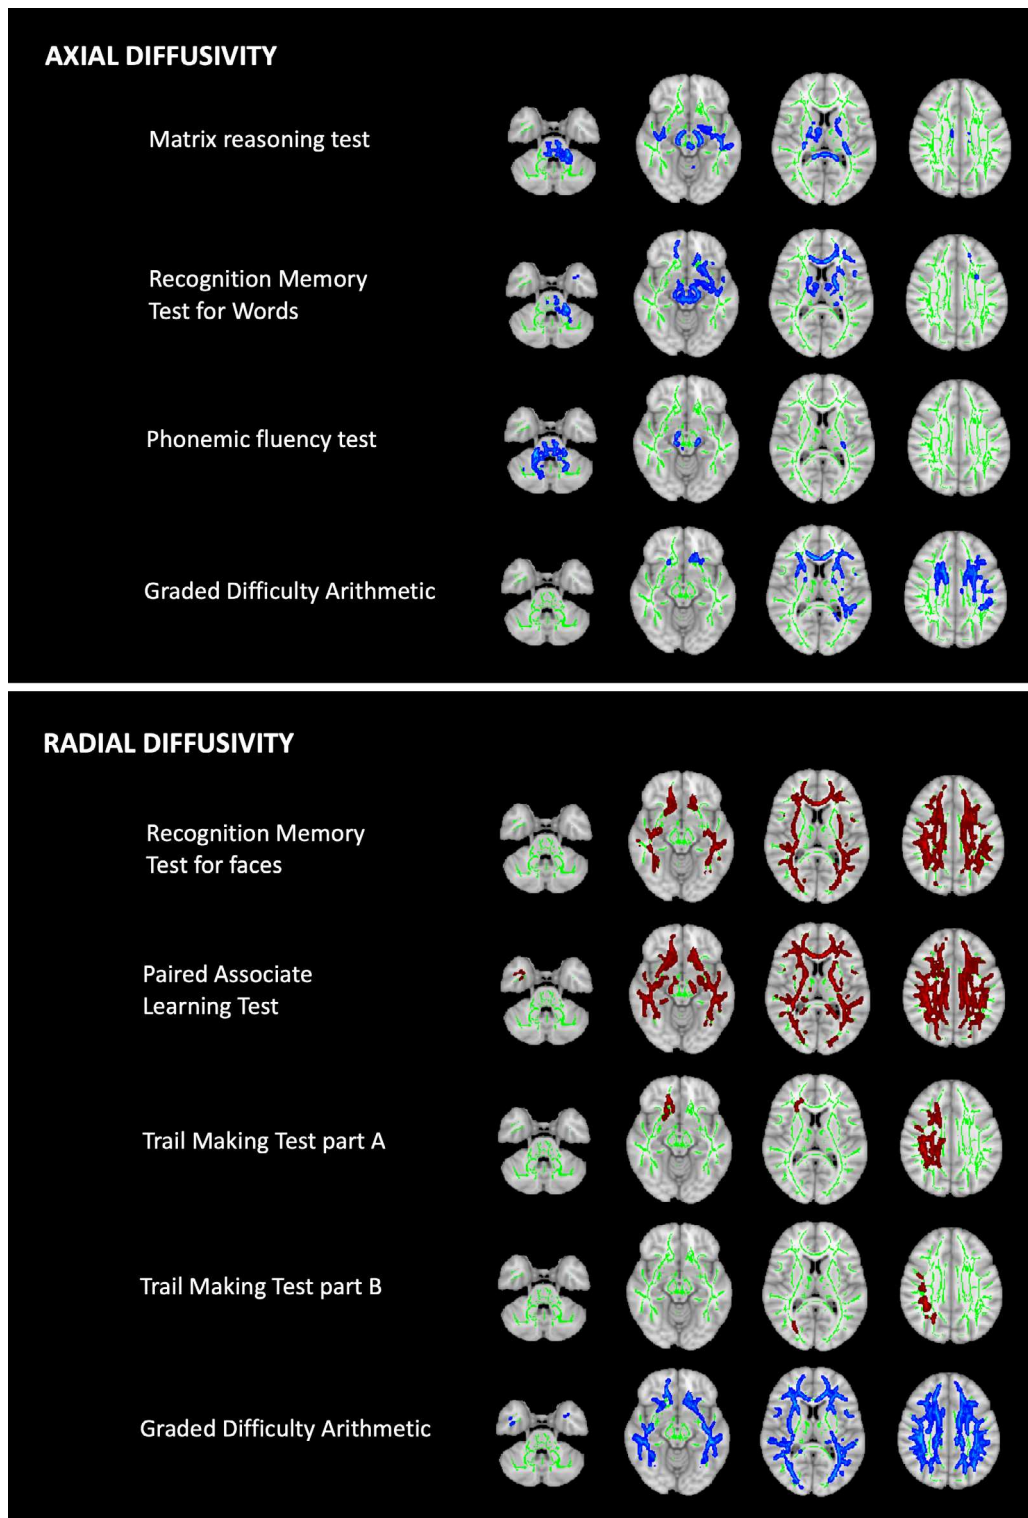 AXIAL DIFFUSIVITY
Matrix reasoning test
Recognition Memory
Test for Words
Phonemic fluency test
Graded Difficulty Arithmetic
RADIAL DIFFUSIVITY
Recognition Memory
Test for faces
Paired Associate
Learning Test
Trail Making Test part A
Trail Making Test part B
Graded Difficulty Arithmetic